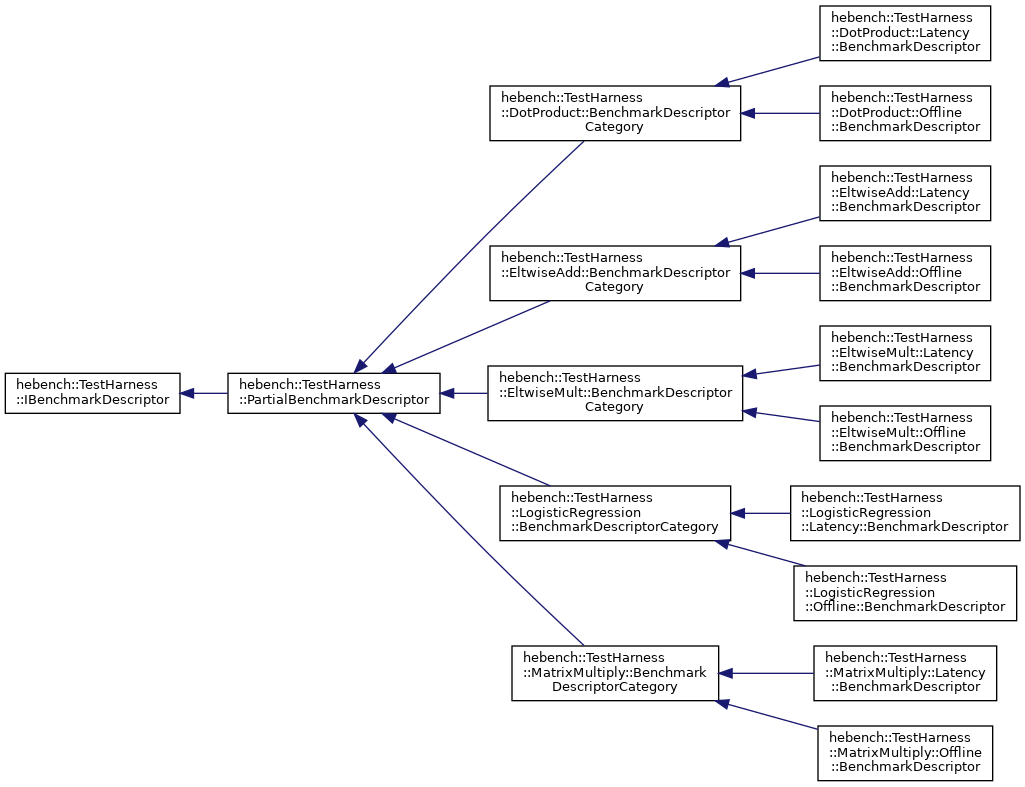 hebench::TestHarness
::IBenchmarkDescriptor
hebench::TestHarness
::PartialBenchmarkDescriptor
hebench::TestHarness
::DotProduct::BenchmarkDescriptor
Category
hebench::TestHarness
::DotProduct::Latency
::BenchmarkDescriptor
hebench::TestHarness
::DotProduct::Offline
::BenchmarkDescriptor
hebench::TestHarness
::EltwiseAdd::BenchmarkDescriptor
Category
hebench::TestHarness
::EltwiseAdd::Latency
::BenchmarkDescriptor
hebench::TestHarness
::EltwiseAdd::Offline
::BenchmarkDescriptor
hebench::TestHarness
::EltwiseMult::BenchmarkDescriptor
Category
hebench::TestHarness
::EltwiseMult::Latency
::BenchmarkDescriptor
hebench::TestHarness
::EltwiseMult::Offline
::BenchmarkDescriptor
hebench::TestHarness
::LogisticRegression
::BenchmarkDescriptorCategory
hebench::TestHarness
::LogisticRegression
::Latency::BenchmarkDescriptor
hebench::TestHarness
::LogisticRegression
::Offline::BenchmarkDescriptor
hebench::TestHarness
::MatrixMultiply::Benchmark
DescriptorCategory
hebench::TestHarness
::MatrixMultiply::Latency
::BenchmarkDescriptor
hebench::TestHarness
::MatrixMultiply::Offline
::BenchmarkDescriptor